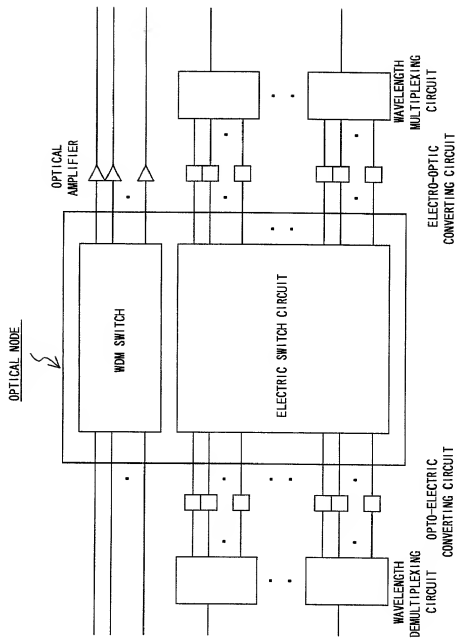 OPTICAL NODE
OPTICAL
AMPLIFIER
WDM SWITCH
ELECTRIC SWITCH CIRCUIT
WAVELENGTH
DEMULTIPLEXING
CIRCUIT
OPTO-ELECTRIC
CONVERTING CIRCUIT
ELECTRO-OPTIC
CONVERTING CIRCUIT
WAVELENGTH
MULTIPLEXING
CIRCUIT